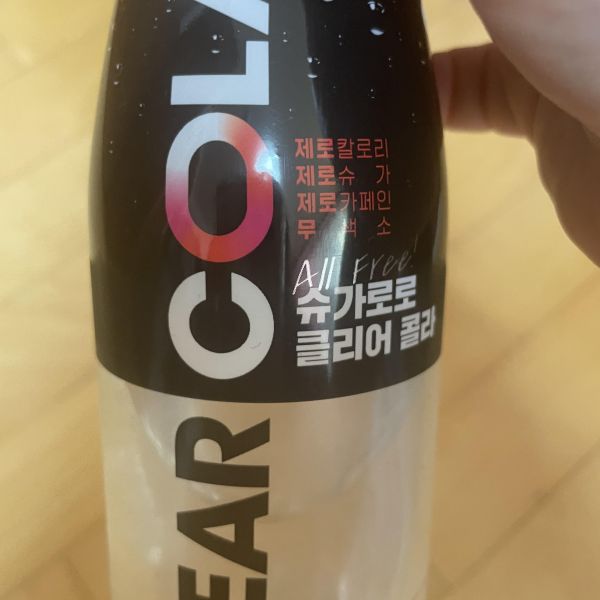 CLEAR COLA
제로칼로리
제로슈 가
제로카페인
무 색 소
All Free!
슈가로로
클리어 콜라